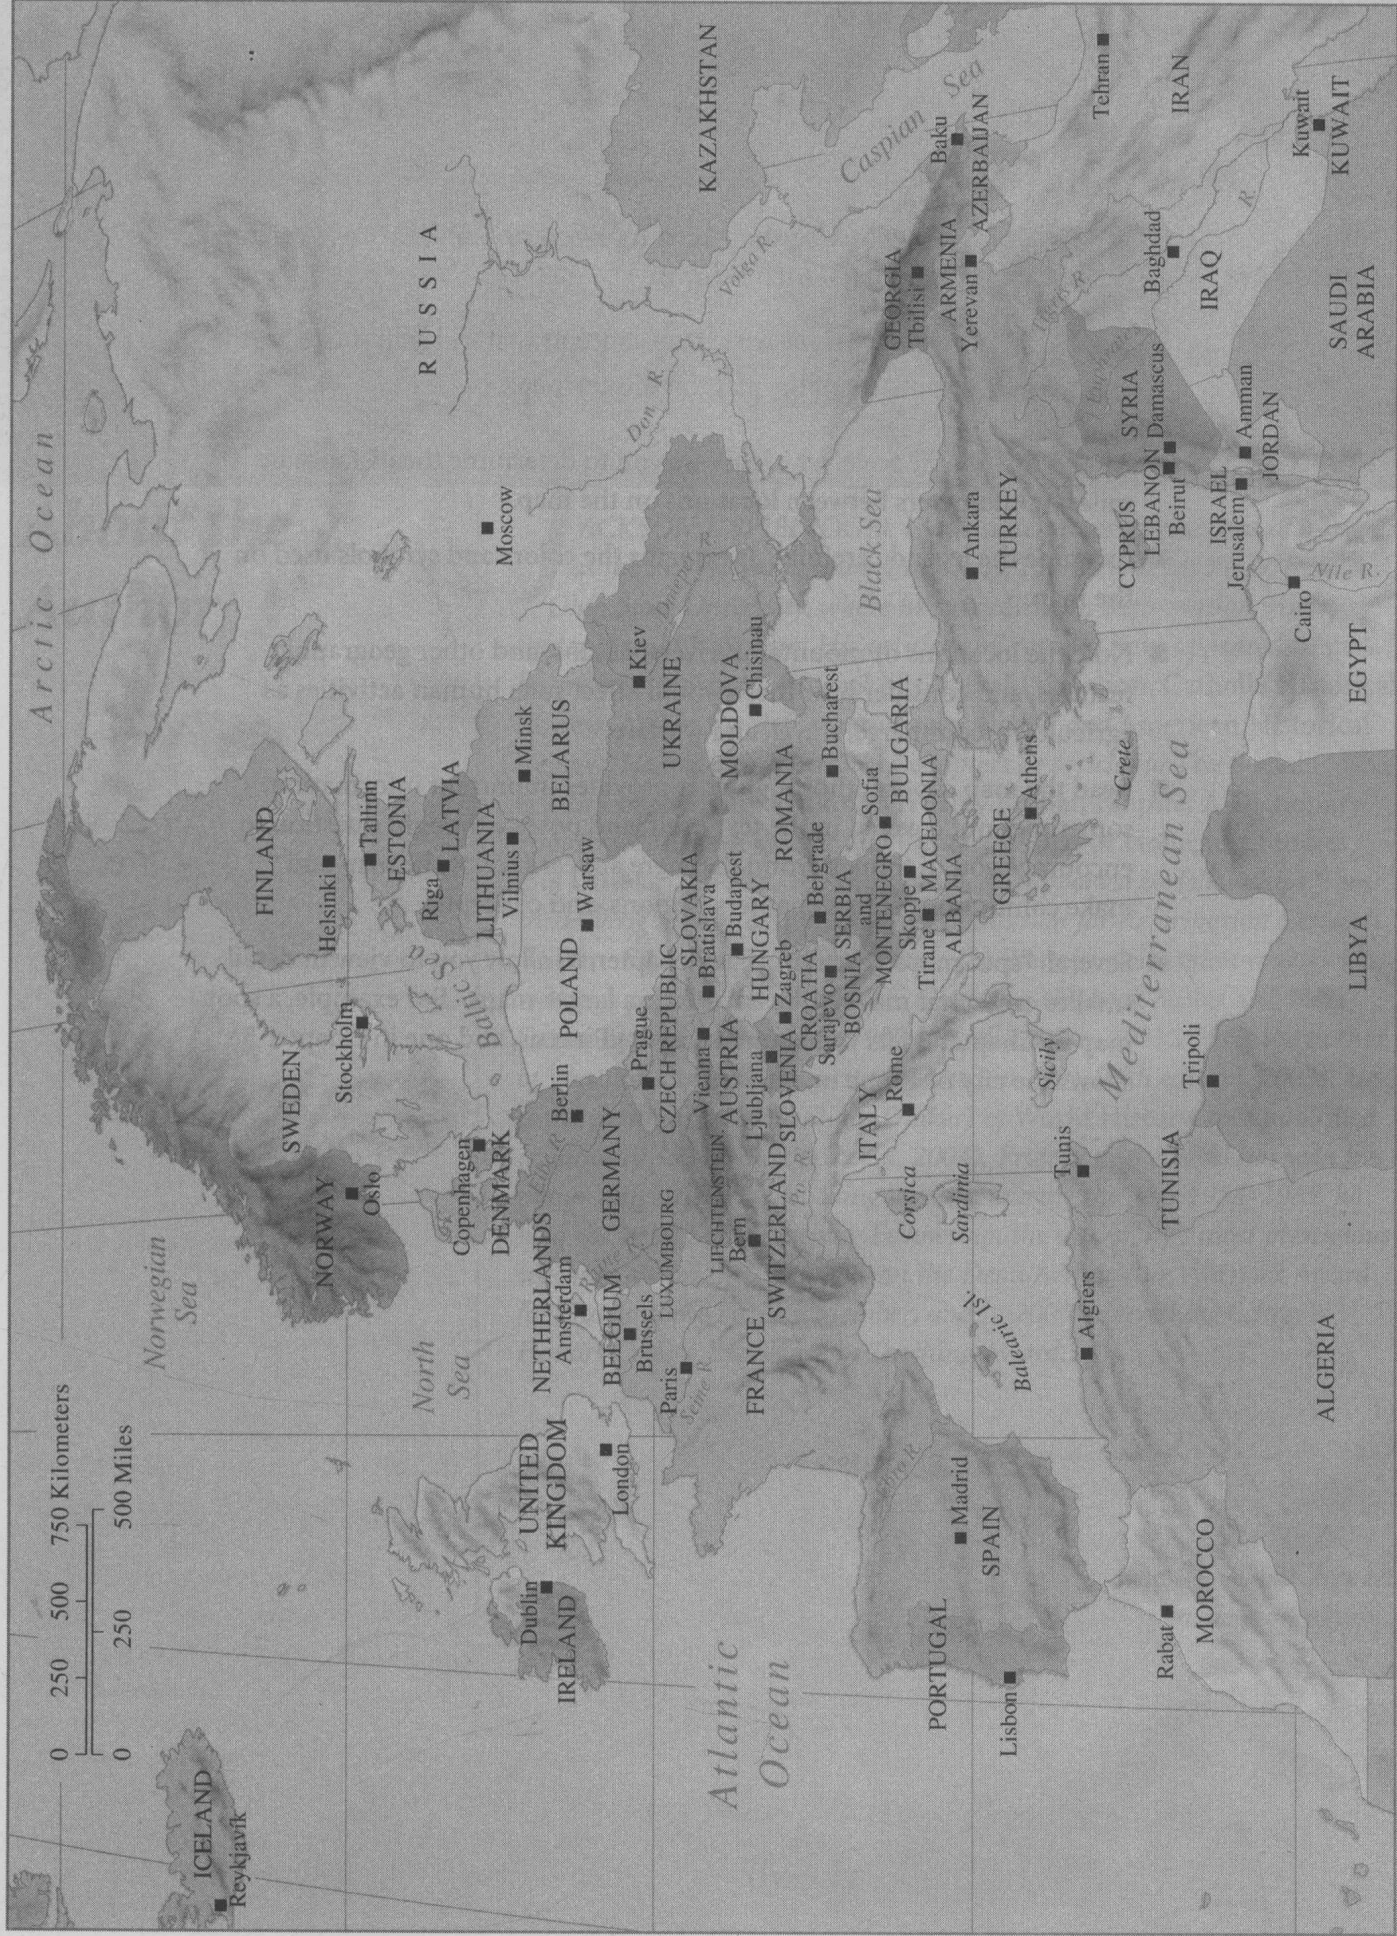 0 250 500 750 Kilometers
0 250 500 Miles
Arctic Ocean
Norwegian
Sea
ICELAND
Reykjavík
NORWAY
Oslo
SWEDEN
Stockholm
FINLAND
Helsinki
Tallinn
ESTONIA
Riga
LATVIA
LITHUANIA
Vilnius
Minsk
BELARUS
RUSSIA
Moscow
North
Sea
Baltic Sea
Copenhagen
DENMARK
Dublin
IRELAND
UNITED
KINGDOM
London
NETHERLANDS
Amsterdam
BELGIUM
Brussels
LUXUMBOURG
Paris
Seine R.
FRANCE
Elbe R.
Berlin
GERMANY
POLAND
Warsaw
Prague
CZECH REPUBLIC
SLOVAKIA
Bratislava
Vienna
AUSTRIA
LIECHTENSTEIN
Bern
SWITZERLAND
Budapest
HUNGARY
Ljubljana
SLOVENIA
Zagreb
CROATIA
Sarajevo
BOSNIA
Belgrade
SERBIA
and
MONTENEGRO
Kiev
UKRAINE
MOLDOVA
Chisinau
ROMANIA
Bucharest
Sofia
BULGARIA
Skopje
MACEDONIA
Tirane
ALBANIA
GREECE
Athens
Crete
Po R.
ITALY
Rome
Corsica
Sardinia
Sicily
Atlantic
Ocean
PORTUGAL
Lisbon
Madrid
SPAIN
Balearic Isl.
Mediterranean Sea
Rabat
MOROCCO
Algiers
ALGERIA
Tunis
TUNISIA
Tripoli
LIBYA
Cairo
Nile R.
EGYPT
Don R.
Volga R.
KAZAKHSTAN
Caspian Sea
Black Sea
GEORGIA
Tbilisi
ARMENIA
Yerevan
Baku
AZERBAIJAN
Ankara
TURKEY
CYPRUS
LEBANON
Beirut
SYRIA
Damascus
ISRAEL
Jerusalem
Amman
JORDAN
Baghdad
IRAQ
Tehran
IRAN
Kuwait
KUWAIT
SAUDI
ARABIA